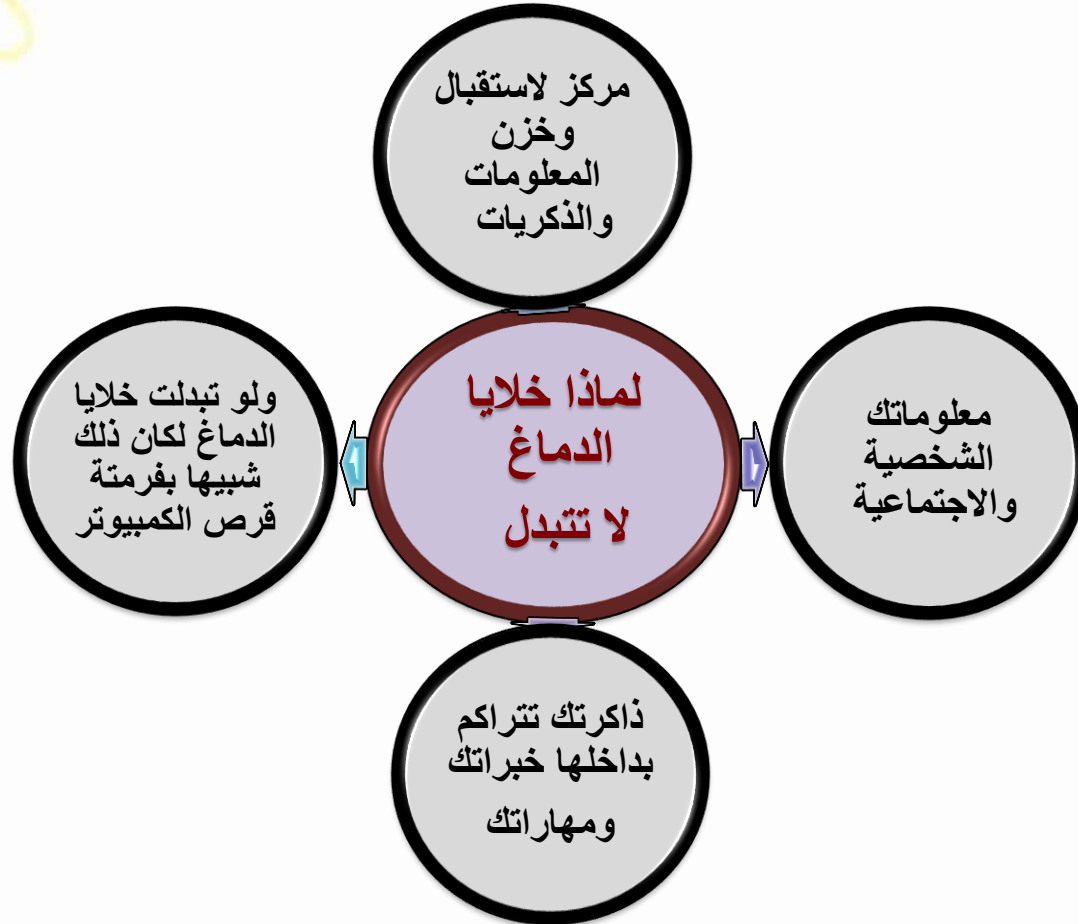 مركز لاستقبال
وخزن
المعلومات
والذكريات
لماذا خلايا
الدماغ
لا تتبدل
معلوماتك
الشخصية
والاجتماعية
ذاكرتك تتراكم
بداخلها خبراتك
ومهاراتك
ولو تبدلت خلايا
الدماغ لكان ذلك
شبيها بفرمتة
قرص الكمبيوتر